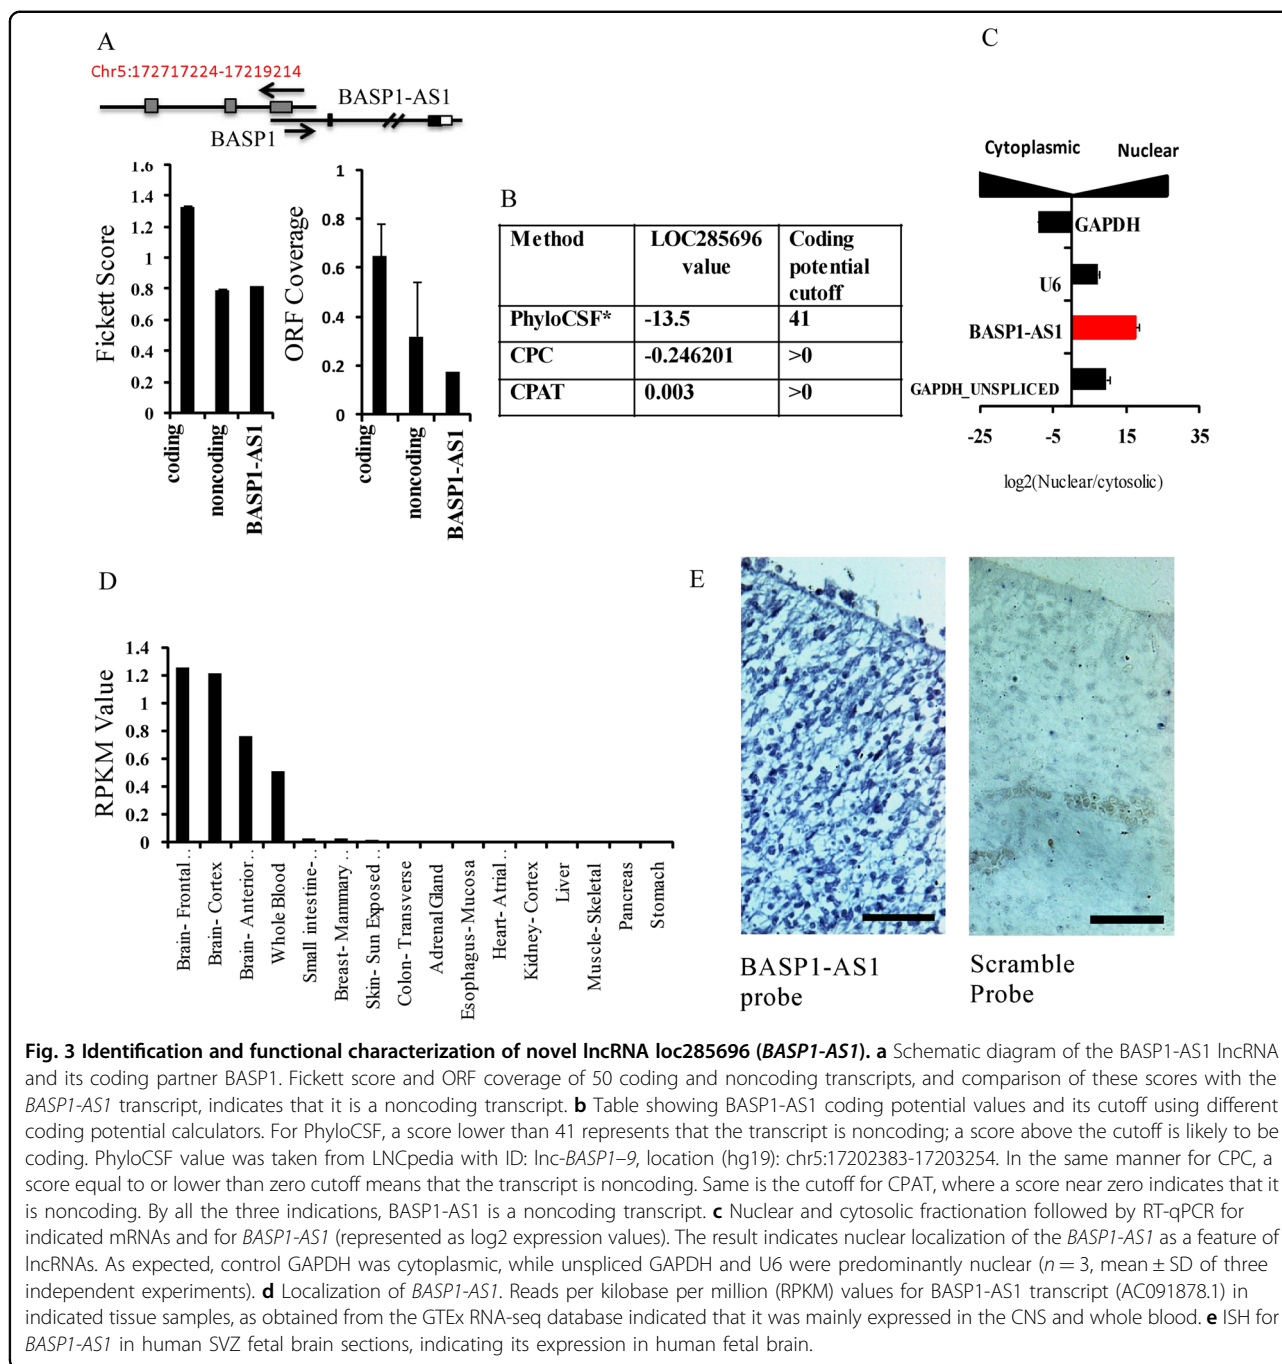 A
Chr5:172717224-17219214
BASP1-AS1
BASP1
Fickett Score
1.6
1.4
1.2
1
0.8
0.6
0.4
0.2
0
coding
noncoding
BASP1-AS1
ORF Coverage
1
0.8
0.6
0.4
0.2
0
coding
noncoding
BASP1-AS1
B
Method LOC285696 value Coding potential cutoff
PhyloCSF* -13.5 41
CPC -0.246201 >0
CPAT 0.003 >0
C
Cytoplasmic Nuclear
GAPDH
U6
BASP1-AS1
GAPDH_UNSPLICED
-25 -5 15 35
log2(Nuclear/cytosolic)
D
RPKM Value
1.4
1.2
1
0.8
0.6
0.4
0.2
0
Brain- Frontal ..
Brain- Cortex
Brain- Anterior ..
Whole Blood
Small intestine-..
Breast- Mammary ..
Skin- Sun Exposed ..
Colon- Transverse
Adrenal Gland
Esophagus-Mucosa
Heart- Atrial ..
Kidney-Cortex
Liver
Muscle-Skeletal
Pancreas
Stomach
E
BASP1-AS1
probe
Scramble
Probe
Fig. 3 Identification and functional characterization of novel lncRNA loc285696 (BASP1-AS1). a Schematic diagram of the BASP1-AS1 lncRNA
and its coding partner BASP1. Fickett score and ORF coverage of 50 coding and noncoding transcripts, and comparison of these scores with the
BASP1-AS1 transcript, indicates that it is a noncoding transcript. b Table showing BASP1-AS1 coding potential values and its cutoff using different
coding potential calculators. For PhyloCSF, a score lower than 41 represents that the transcript is noncoding; a score above the cutoff is likely to be
coding. PhyloCSF value was taken from LNCpedia with ID: lnc-BASP1–9, location (hg19): chr5:17202383-17203254. In the same manner for CPC, a
score equal to or lower than zero cutoff means that the transcript is noncoding. Same is the cutoff for CPAT, where a score near zero indicates that it
is noncoding. By all the three indications, BASP1-AS1 is a noncoding transcript. c Nuclear and cytosolic fractionation followed by RT-qPCR for
indicated mRNAs and for BASP1-AS1 (represented as log2 expression values). The result indicates nuclear localization of the BASP1-AS1 as a feature of
lncRNAs. As expected, control GAPDH was cytoplasmic, while unspliced GAPDH and U6 were predominantly nuclear (n = 3, mean ± SD of three
independent experiments). d Localization of BASP1-AS1. Reads per kilobase per million (RPKM) values for BASP1-AS1 transcript (AC091878.1) in
indicated tissue samples, as obtained from the GTEx RNA-seq database indicated that it was mainly expressed in the CNS and whole blood. e ISH for
BASP1-AS1 in human SVZ fetal brain sections, indicating its expression in human fetal brain.